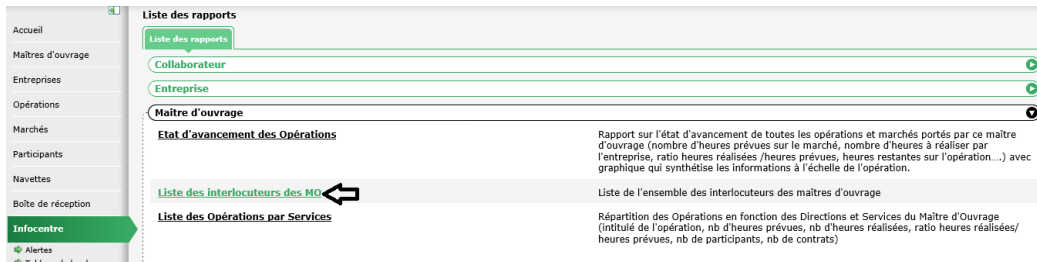 Liste des rapports
Accueil
Maîtres d'ouvrage
Entreprises
Opérations
Marchés
Participants
Navettes
Boîte de réception
Infocentre
Alertes
Liste des rapports
Collaborateur
Entreprise
Maître d'ouvrage
Etat d'avancement des Opérations
Rapport sur l'état d'avancement de toutes les opérations et marchés portés par ce maître
d'ouvrage (nombre d'heures prévues sur le marché, nombre d'heures à réaliser par
l'entreprise, ratio heures réalisées /heures prévues, heures restantes sur l'opération....) avec
graphique qui synthétise les informations à l'échelle de l'opération.
Liste des interlocuteurs des MO
Liste de l'ensemble des interlocuteurs des maîtres d'ouvrage
Liste des Opérations par Services
Répartition des Opérations en fonction des Directions et Services du Maître d'Ouvrage
(intitulé de l'opération, nb d'heures prévues, nb d'heures réalisées, ratio heures réalisées/
heures prévues, nb de participants, nb de contrats)